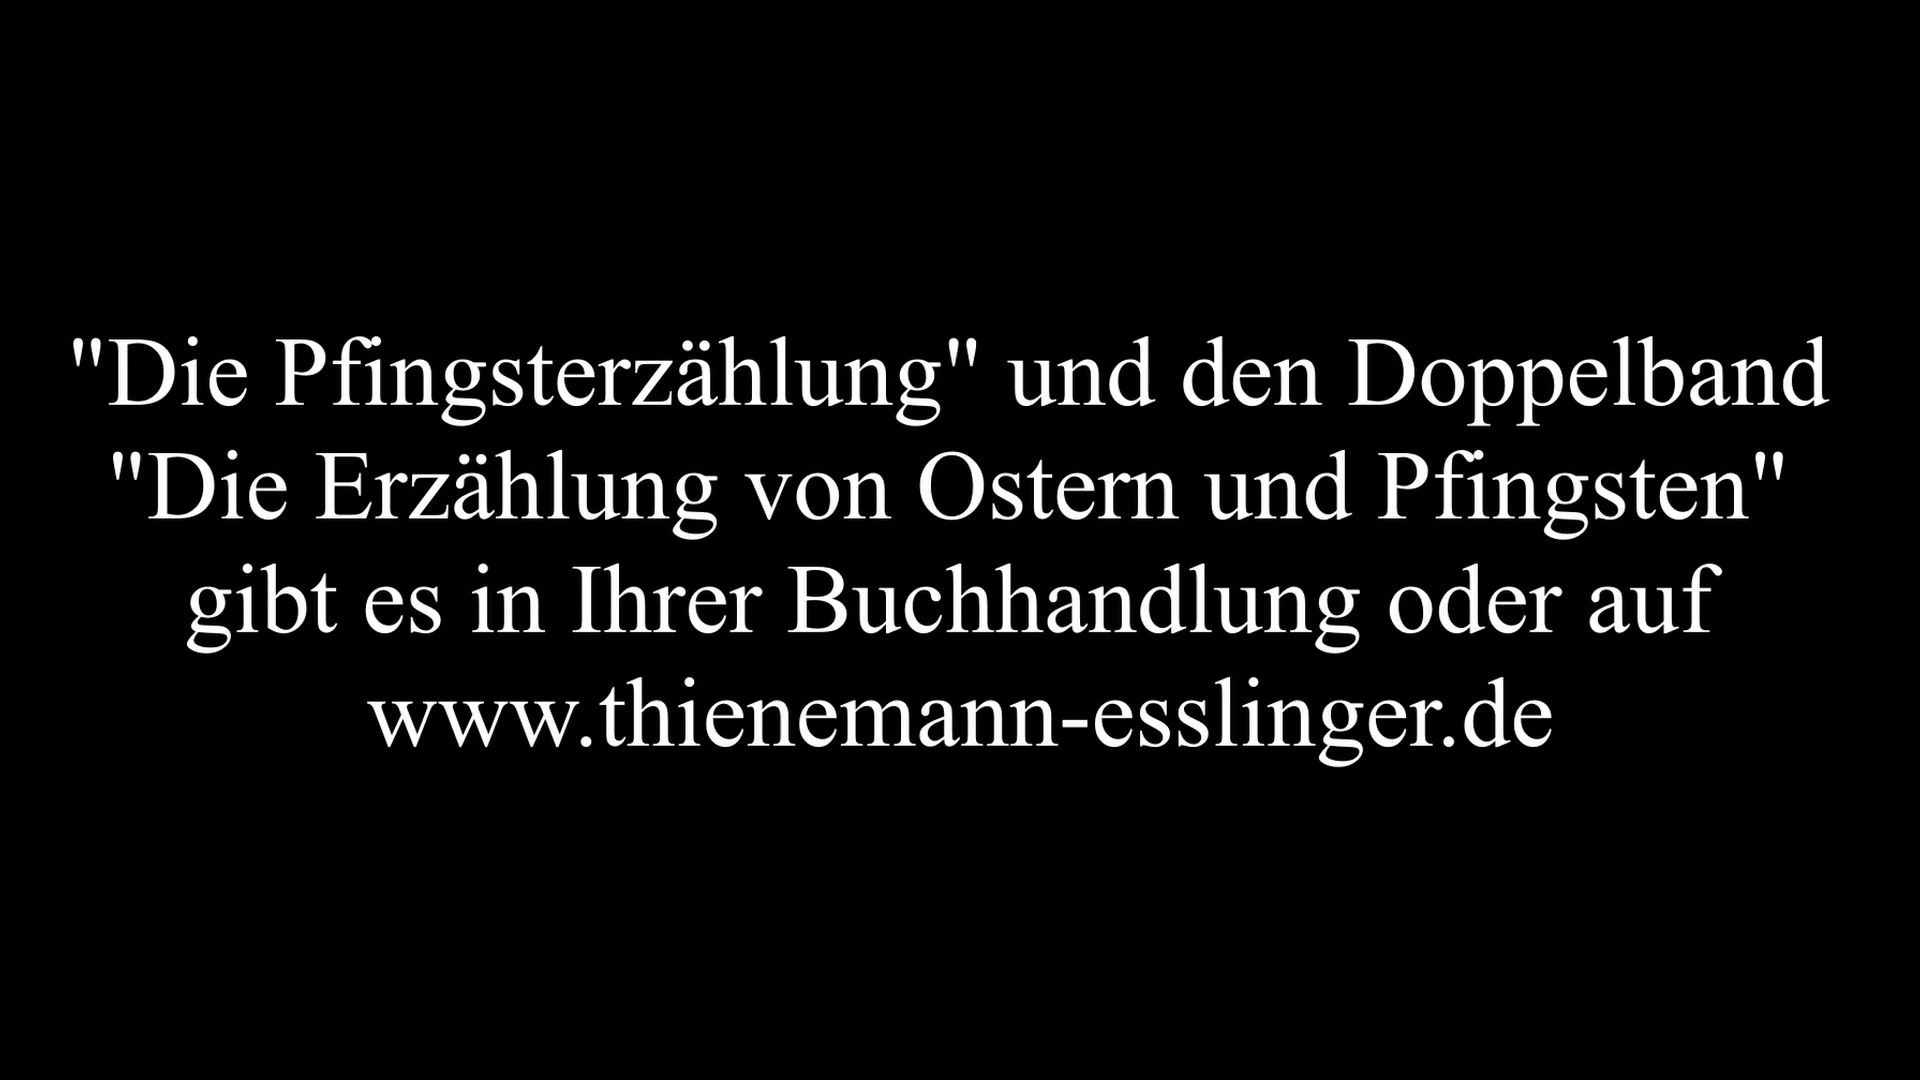 "Die Pfingsterzählung" und den Doppelband
"Die Erzählung von Ostern und Pfingsten"
gibt es in Ihrer Buchhandlung oder auf
www.thienemann-esslinger.de